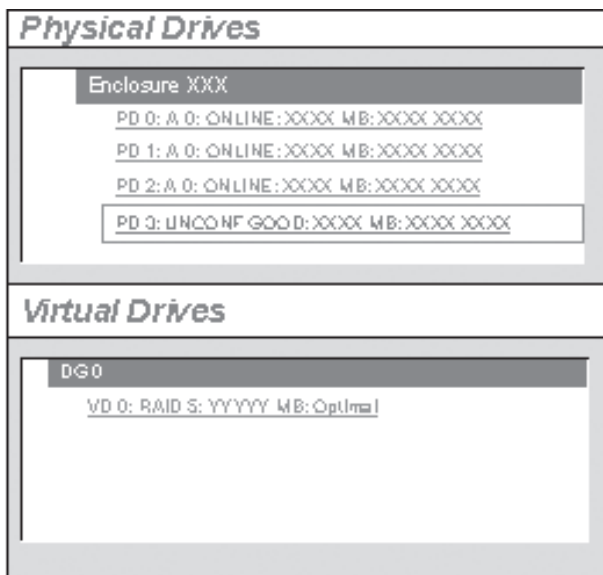 Physical Drives
Enclosure XXX
PD 0: A 0: ONLINE: XXXX MB: XXXX XXXX
PD 1: A 0: ONLINE: XXXX MB: XXXX XXXX
PD 2: A 0: ONLINE: XXXX MB: XXXX XXXX
PD 3: UNCONF GOOD: XXXX MB: XXXX XXXX
Virtual Drives
DG 0
VD 0: RAID 5: YYYYY MB: Optimal